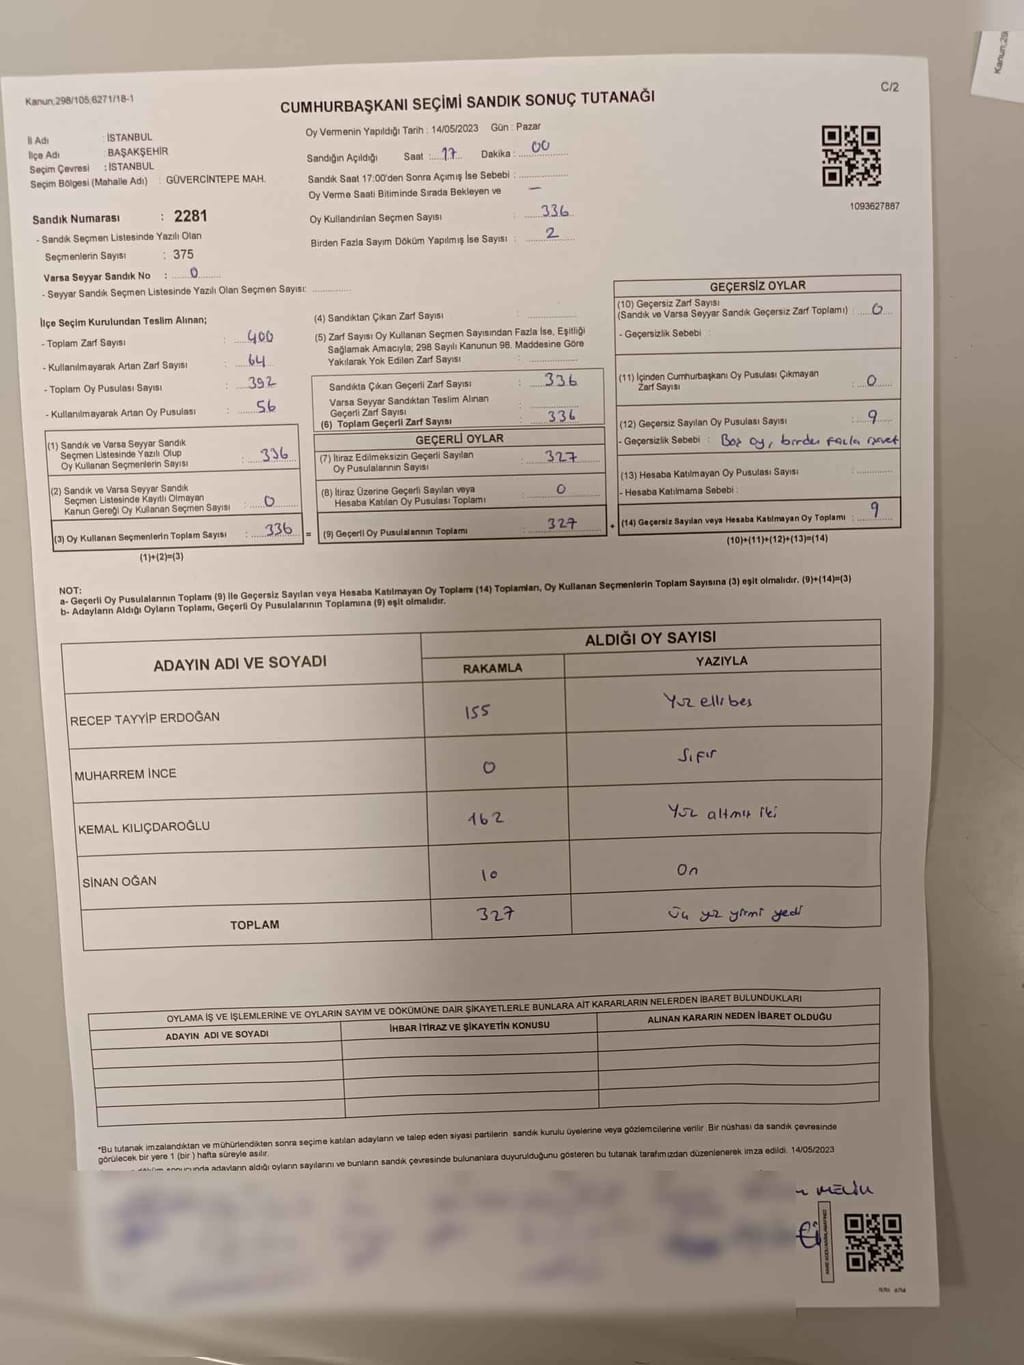 Kanun:298/105,6271/18-1
C/2
CUMHURBAŞKANI SEÇİMİ SANDIK SONUÇ TUTANAĞI
İl Adı : İSTANBUL
İlçe Adı : BAŞAKŞEHİR
Seçim Çevresi : İSTANBUL
Seçim Bölgesi (Mahalle Adı) : GÜVERCİNTEPE MAH.
Sandık Numarası : 2281
- Sandık Seçmen Listesinde Yazılı Olan
Seçmenlerin Sayısı : 375
Varsa Seyyar Sandık No : 0
- Seyyar Sandık Seçmen Listesinde Yazılı Olan Seçmen Sayısı:
Oy Vermenin Yapıldığı Tarih : 14/05/2023 Gün : Pazar
Sandığın Açıldığı Saat : 17 Dakika : 00
Sandık Saat 17:00'den Sonra Açımış İse Sebebi :
Oy Verme Saati Bitiminde Sırada Bekleyen ve —
Oy Kullandırılan Seçmen Sayısı : 336
Birden Fazla Sayım Döküm Yapılmış İse Sayısı : 2
1093627887
İlçe Seçim Kurulundan Teslim Alınan;
- Toplam Zarf Sayısı : 400
- Kullanılmayarak Artan Zarf Sayısı : 64
- Toplam Oy Pusulası Sayısı : 392
- Kullanılmayarak Artan Oy Pusulası : 56
(1) Sandık ve Varsa Seyyar Sandık
Seçmen Listesinde Yazılı Olup
Oy Kullanan Seçmenlerin Sayısı : 336
(2) Sandık ve Varsa Seyyar Sandık
Seçmen Listesinde Kayıtlı Olmayan
Kanun Gereği Oy Kullanan Seçmen Sayısı : 0
(3) Oy Kullanan Seçmenlerin Toplam Sayısı : 336
(1)+(2)=(3)
(4) Sandıktan Çıkan Zarf Sayısı :
(5) Zarf Sayısı Oy Kullanan Seçmen Sayısından Fazla İse, Eşitliği
Sağlamak Amacıyla, 298 Sayılı Kanunun 98. Maddesine Göre
Yakılarak Yok Edilen Zarf Sayısı :
Sandıkta Çıkan Geçerli Zarf Sayısı : 336
Varsa Seyyar Sandıktan Teslim Alınan
Geçerli Zarf Sayısı :
(6) Toplam Geçerli Zarf Sayısı : 336
GEÇERLİ OYLAR
(7) İtiraz Edilmeksizin Geçerli Sayılan
Oy Pusulalarının Sayısı : 327
(8) İtiraz Üzerine Geçerli Sayılan veya
Hesaba Katılan Oy Pusulası Toplamı : 0
= (9) Geçerli Oy Pusulalarının Toplamı : 327 +
GEÇERSİZ OYLAR
(10) Geçersiz Zarf Sayısı
(Sandık ve Varsa Seyyar Sandık Geçersiz Zarf Toplamı) : 0
- Geçersizlik Sebebi :
(11) İçinden Cumhurbaşkanı Oy Pusulası Çıkmayan
Zarf Sayısı : 0
(12) Geçersiz Sayılan Oy Pusulası Sayısı : 9
- Geçersizlik Sebebi : Boş oy, birden fazla evet
(13) Hesaba Katılmayan Oy Pusulası Sayısı :
- Hesaba Katılmama Sebebi :
(14) Geçersiz Sayılan veya Hesaba Katılmayan Oy Toplamı : 9
(10)+(11)+(12)+(13)=(14)
NOT:
a- Geçerli Oy Pusulalarının Toplamı (9) İle Geçersiz Sayılan veya Hesaba Katılmayan Oy Toplamı (14) Toplamları, Oy Kullanan Seçmenlerin Toplam Sayısına (3) eşit olmalıdır. (9)+(14)=(3)
b- Adayların Aldığı Oyların Toplamı, Geçerli Oy Pusulalarının Toplamına (9) eşit olmalıdır.
ADAYIN ADI VE SOYADI
ALDIĞI OY SAYISI
RAKAMLA YAZIYLA
RECEP TAYYİP ERDOĞAN 155 Yüz elli beş
MUHARREM İNCE 0 Sıfır
KEMAL KILIÇDAROĞLU 162 Yüz altmış iki
SİNAN OĞAN 10 On
TOPLAM 327 Üç yüz yirmi yedi
OYLAMA İŞ VE İŞLEMLERİNE VE OYLARIN SAYIM VE DÖKÜMÜNE DAİR ŞİKAYETLERLE BUNLARA AİT KARARLARIN NELERDEN İBARET BULUNDUKLARI
ADAYIN ADI VE SOYADI İHBAR İTİRAZ VE ŞİKAYETİN KONUSU ALINAN KARARIN NEDEN İBARET OLDUĞU
*Bu tutanak imzalandıktan ve mühürlendikten sonra seçime katılan adayların ve talep eden siyasi partilerin sandık kurulu üyelerine veya gözlemcilerine verilir. Bir nüshası da sandık çevresinde
görülecek bir yere 1 (bir) hafta süreyle asılır.
adayların aldığı oyların sayılarını ve bunların sandık çevresinde bulunanlara duyurulduğunu gösteren bu tutanak tarafımızdan düzenlenerek imza edildi. 14/05/2023